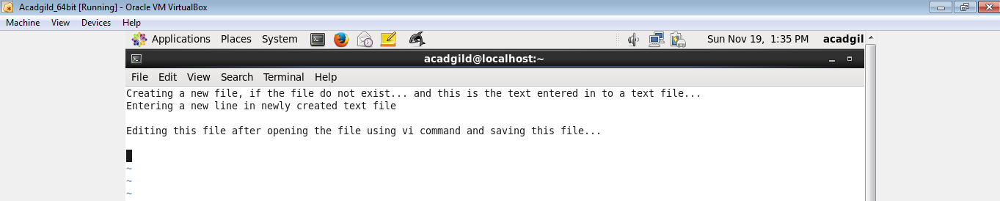 Acadgild_64bit [Running] - Oracle VM VirtualBox
Machine View Devices Help
Applications Places System Sun Nov 19, 1:35 PM acadgil
acadgild@localhost:~
File Edit View Search Terminal Help
Creating a new file, if the file do not exist... and this is the text entered in to a text file...
Entering a new line in newly created text file
Editing this file after opening the file using vi command and saving this file...
~
~
~